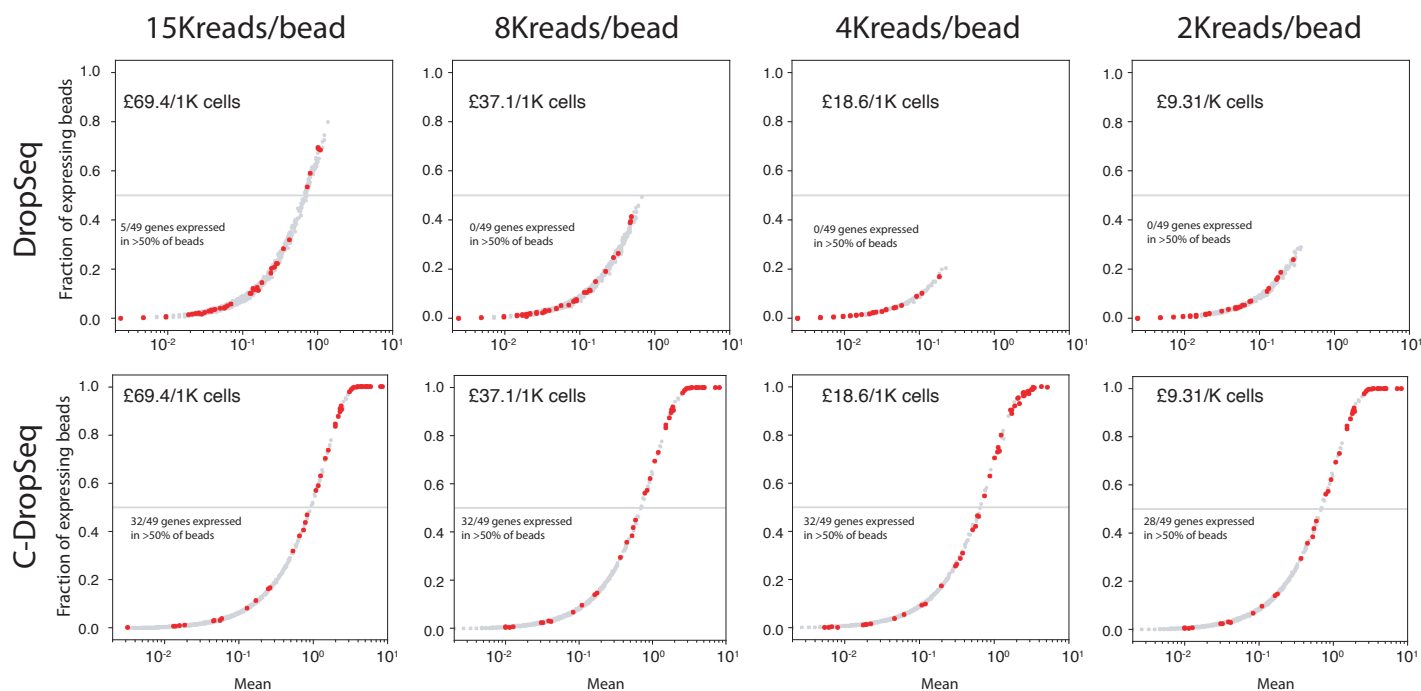 15Kreads/bead
8Kreads/bead
4Kreads/bead
2Kreads/bead
DropSeq
Fraction of expressing beads
1.0
0.8
0.6
0.4
0.2
0.0
£69.4/1K cells
5/49 genes expressed
in >50% of beads
10-2
10-1
100
101
1.0
0.8
0.6
0.4
0.2
0.0
£37.1/1K cells
0/49 genes expressed
in >50% of beads
10-2
10-1
100
101
1.0
0.8
0.6
0.4
0.2
0.0
£18.6/1K cells
0/49 genes expressed
in >50% of beads
10-2
10-1
100
101
1.0
0.8
0.6
0.4
0.2
0.0
£9.31/K cells
0/49 genes expressed
in >50% of beads
10-2
10-1
100
101
C-DropSeq
Fraction of expressing beads
1.0
0.8
0.6
0.4
0.2
0.0
£69.4/1K cells
32/49 genes expressed
in >50% of beads
10-2
10-1
100
101
Mean
1.0
0.8
0.6
0.4
0.2
0.0
£37.1/1K cells
32/49 genes expressed
in >50% of beads
10-2
10-1
100
101
Mean
1.0
0.8
0.6
0.4
0.2
0.0
£18.6/1K cells
32/49 genes expressed
in >50% of beads
10-2
10-1
100
101
Mean
1.0
0.8
0.6
0.4
0.2
0.0
£9.31/K cells
28/49 genes expressed
in >50% of beads
10-2
10-1
100
101
Mean